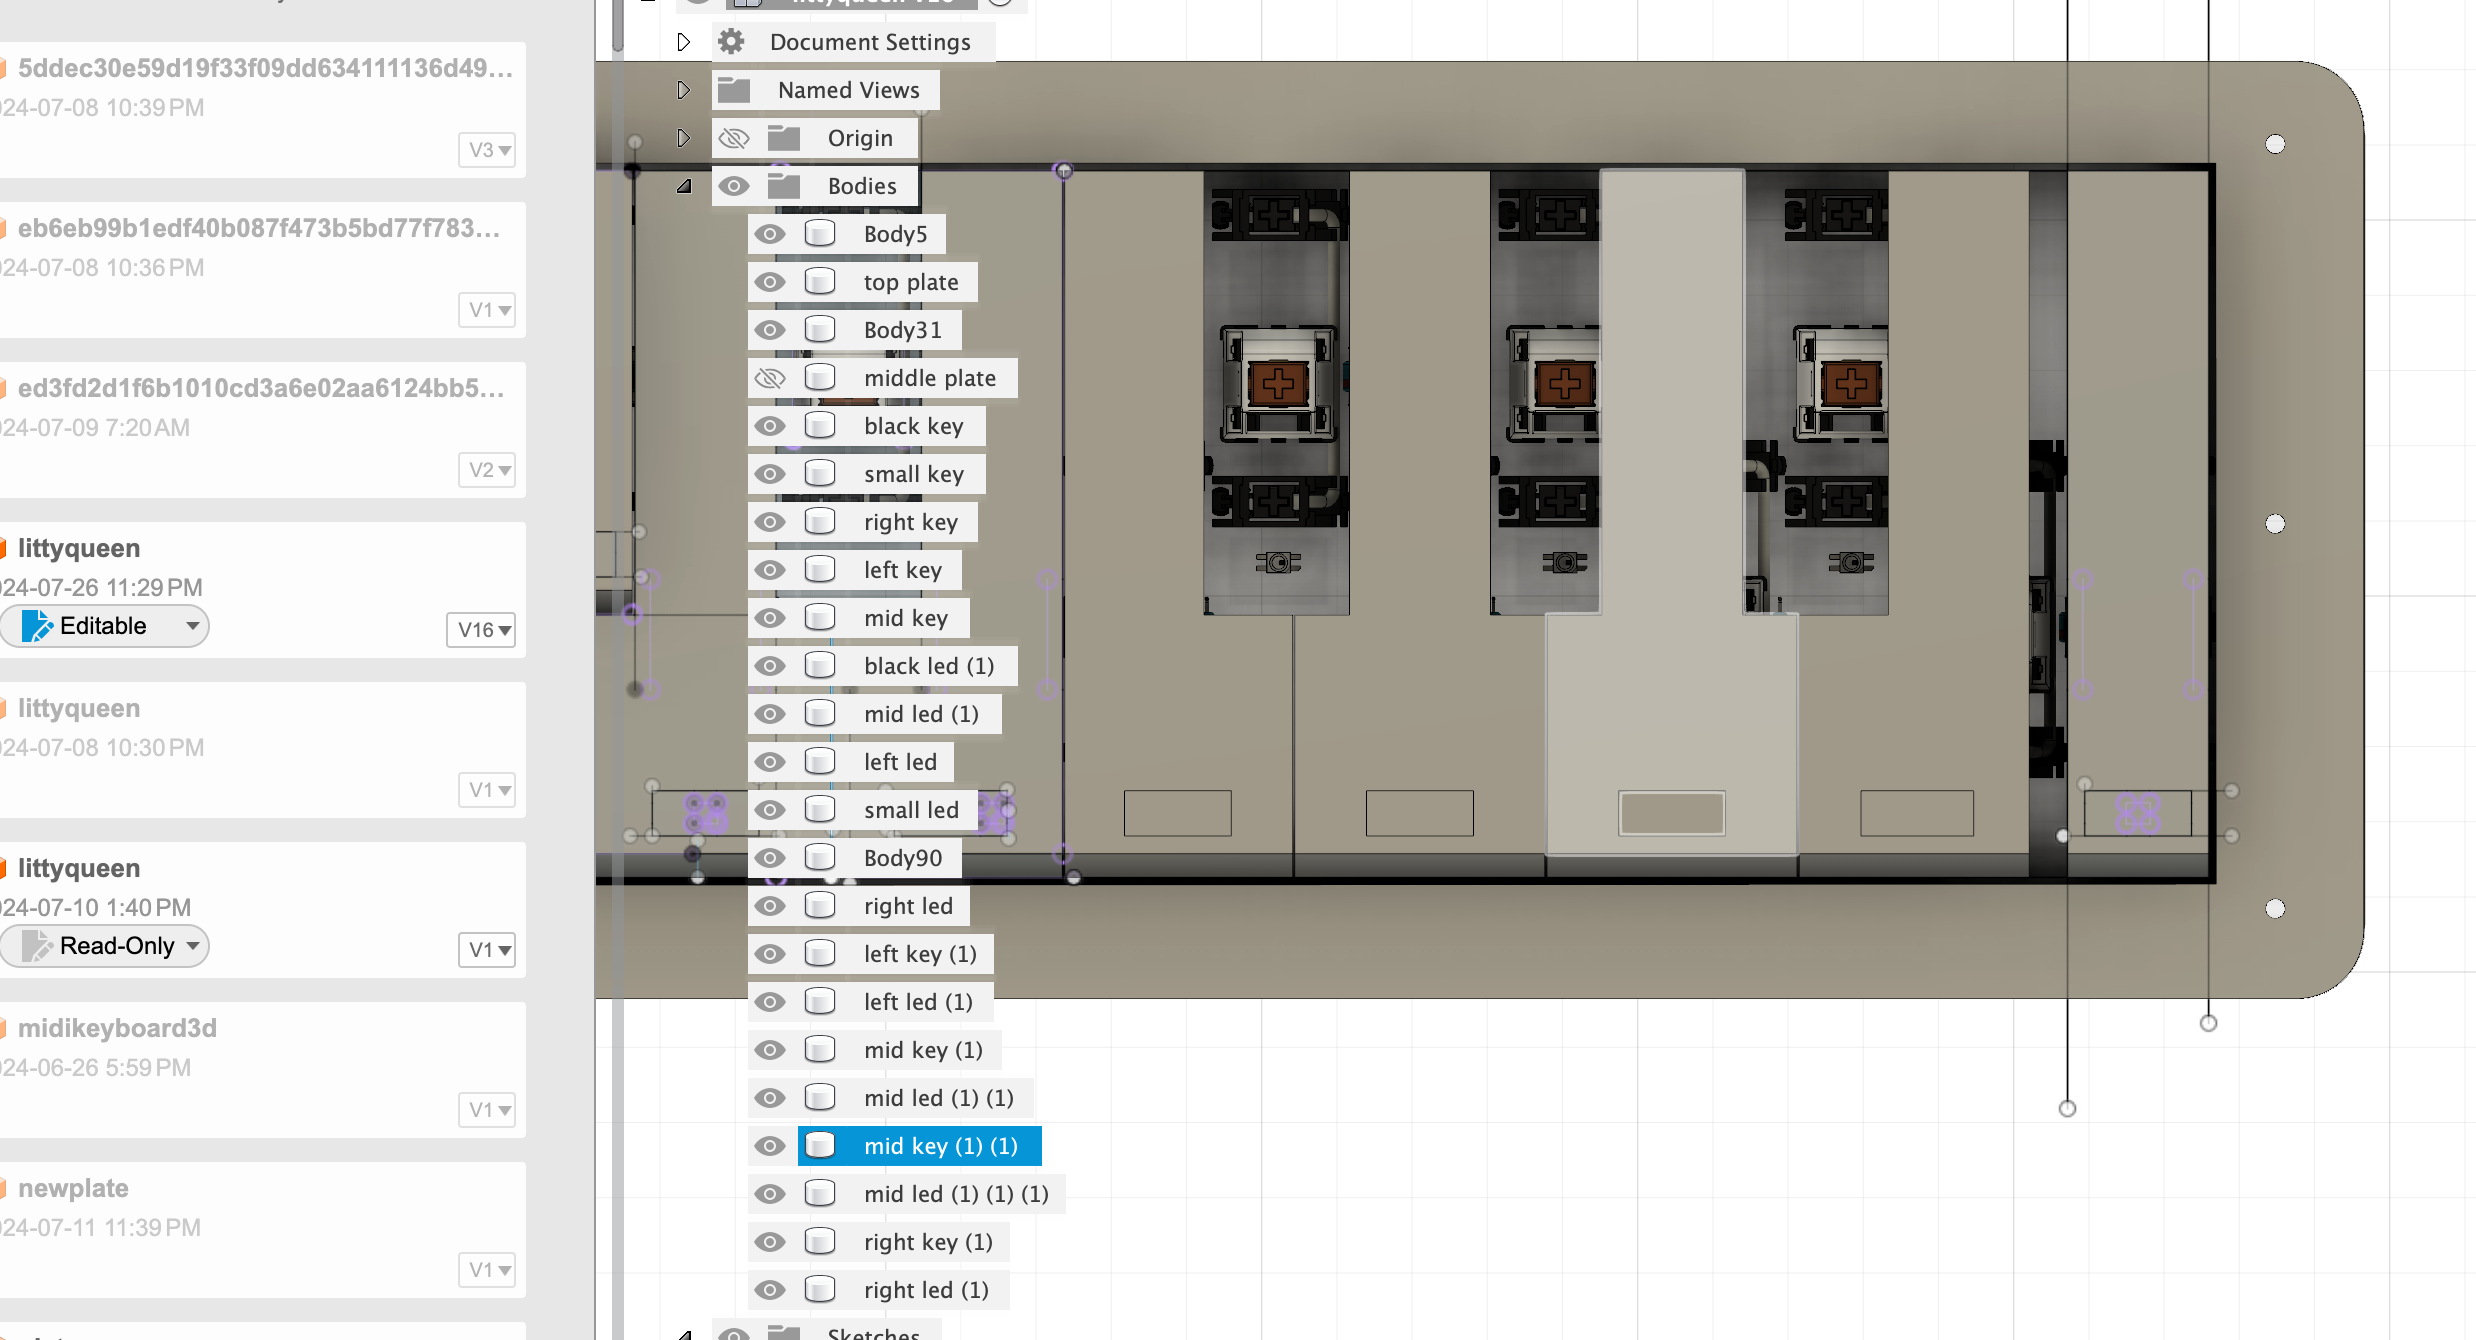 5ddec30e59d19f33f09dd634111136d49...
24-07-08 10:39 PM
V3
eb6eb99b1edf40b087f473b5bd77f783...
24-07-08 10:36 PM
V1
ed3fd2d1f6b1010cd3a6e02aa6124bb5...
24-07-09 7:20 AM
V2
littyqueen
24-07-26 11:29 PM
Editable
V16
littyqueen
24-07-08 10:30 PM
V1
littyqueen
24-07-10 1:40 PM
Read-Only
V1
midikeyboard3d
24-06-26 5:59 PM
V1
newplate
24-07-11 11:39 PM
V1
littyqueen v16
Document Settings
Named Views
Origin
Bodies
Body5
top plate
Body31
middle plate
black key
small key
right key
left key
mid key
black led (1)
mid led (1)
left led
small led
Body90
right led
left key (1)
left led (1)
mid key (1)
mid led (1) (1)
mid key (1) (1)
mid led (1) (1) (1)
right key (1)
right led (1)
Sketches